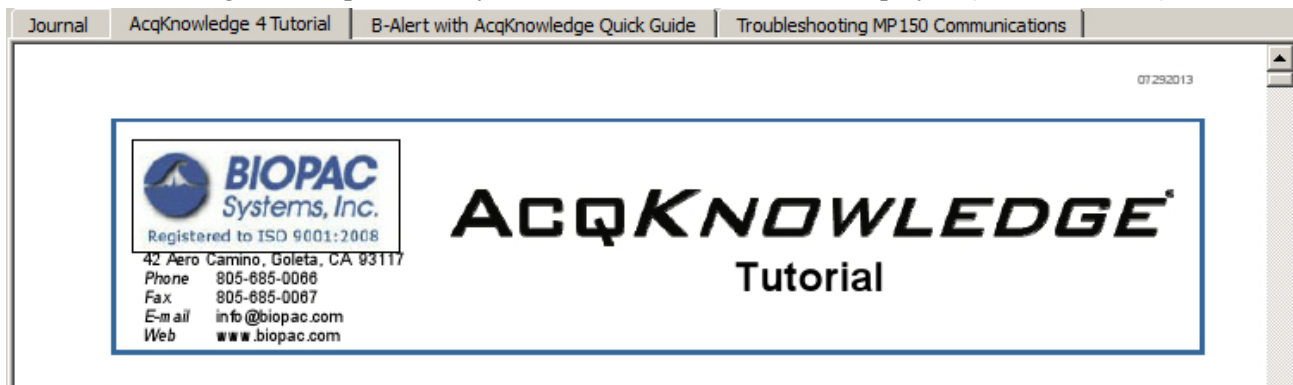 Journal AcqKnowledge 4 Tutorial B-Alert with AcqKnowledge Quick Guide Troubleshooting MP150 Communications
07292013
BIOPAC
Systems, Inc.
Registered to ISO 9001:2008
42 Aero Camino, Goleta, CA 93117
Phone 805-685-0066
Fax 805-685-0067
E-mail info@biopac.com
Web www.biopac.com
ACQKNOWLEDGE®
Tutorial